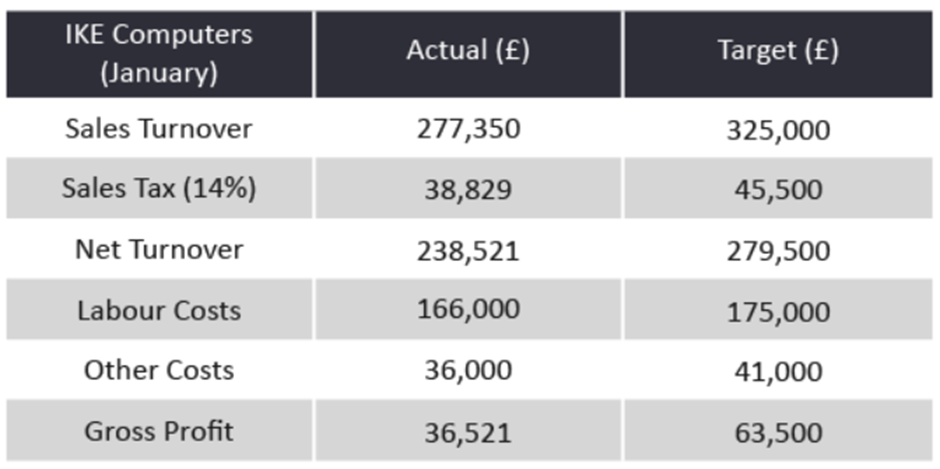 IKE Computers
(January)
Actual (£)
Target (£)
Sales Turnover
277,350
325,000
Sales Tax (14%)
38,829
45,500
Net Turnover
238,521
279,500
Labour Costs
166,000
175,000
Other Costs
36,000
41,000
Gross Profit
36,521
63,500